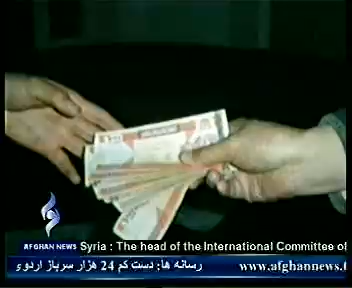 AFGHAN NEWS
Syria : The head of the International Committee of
رسانه ها: دست کم 24 هزار سرباز اردوی
www.afghannews.t